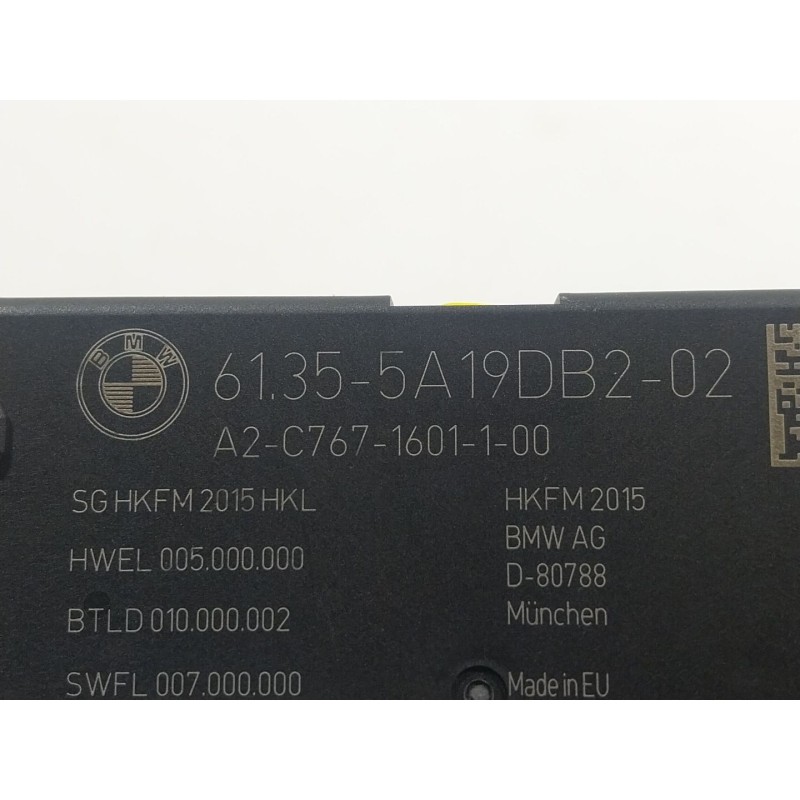 BMW
61.35-5A19DB2-02
A2-C767-1601-1-00
SG HKFM 2015 HKL
HWEL 005.000.000
BTLD 010.000.002
SWFL 007.000.000
HKFM 2015
BMW AG
D-80788
München
Made in EU